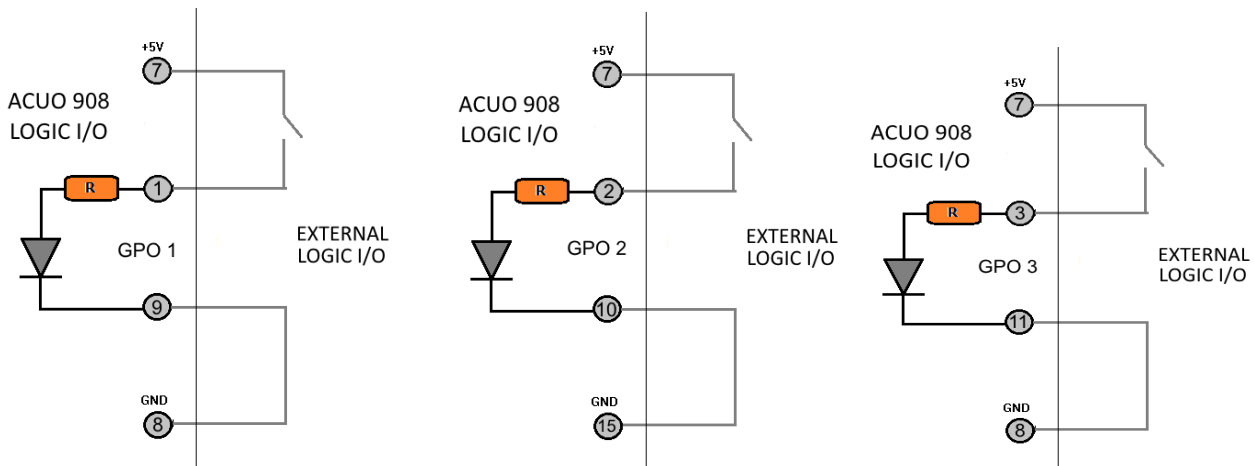 +5V
7
ACUO 908
LOGIC I/O
R
1
GPO 1
EXTERNAL
LOGIC I/O
9
GND
8
+5V
7
ACUO 908
LOGIC I/O
R
2
GPO 2
EXTERNAL
LOGIC I/O
10
GND
15
+5V
7
ACUO 908
LOGIC I/O
R
3
GPO 3
EXTERNAL
LOGIC I/O
11
GND
8